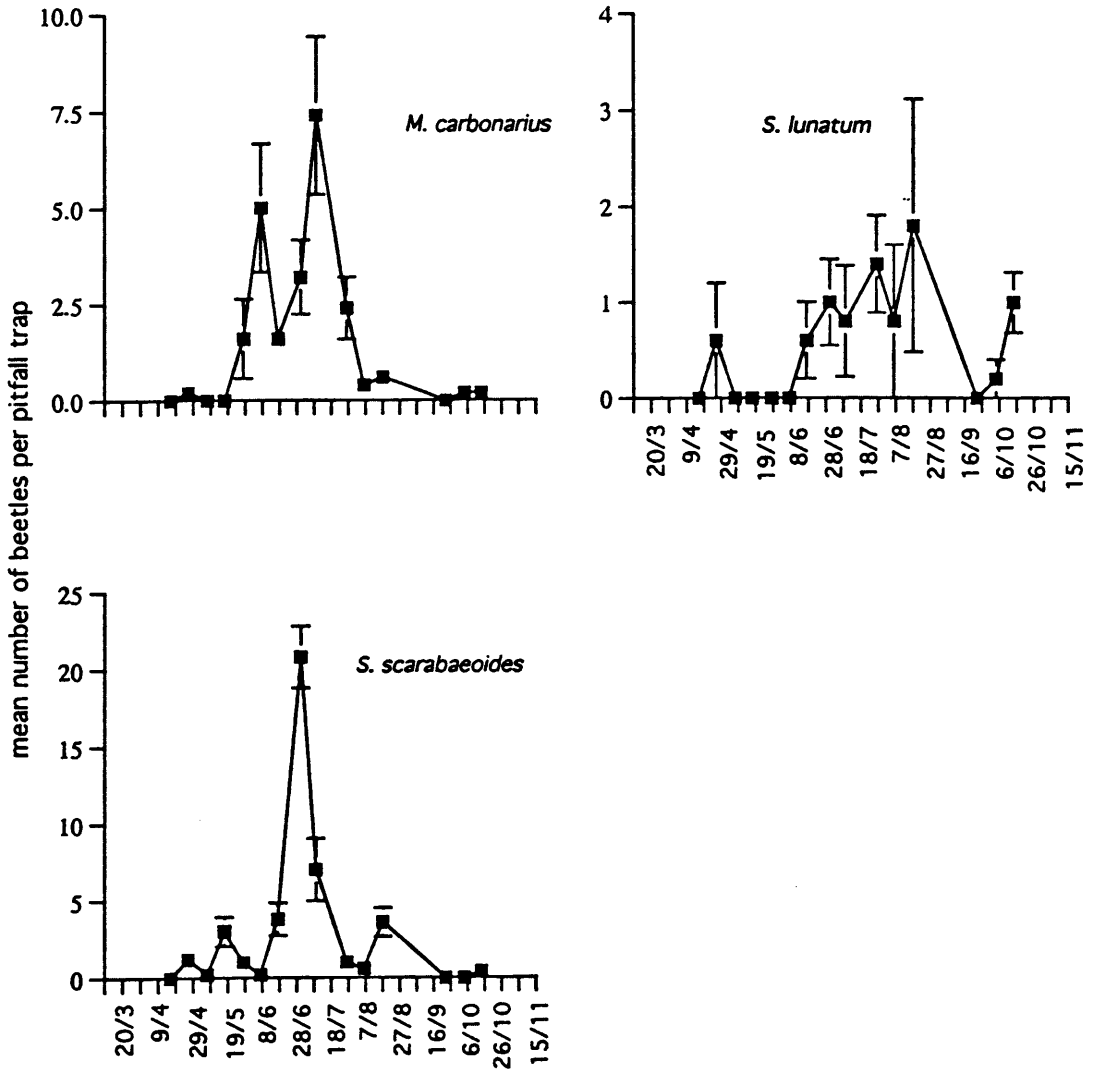 mean number of beetles per pitfall trap
10.0
7.5
5.0
2.5
0.0
M. carbonarius
4
3
2
1
0
S. lunatum
20/3 9/4 29/4 19/5 8/6 28/6 18/7 7/8 27/8 16/9 6/10 26/10 15/11
25
20
15
10
5
0
S. scarabaeoides
20/3 9/4 29/4 19/5 8/6 28/6 18/7 7/8 27/8 16/9 6/10 26/10 15/11